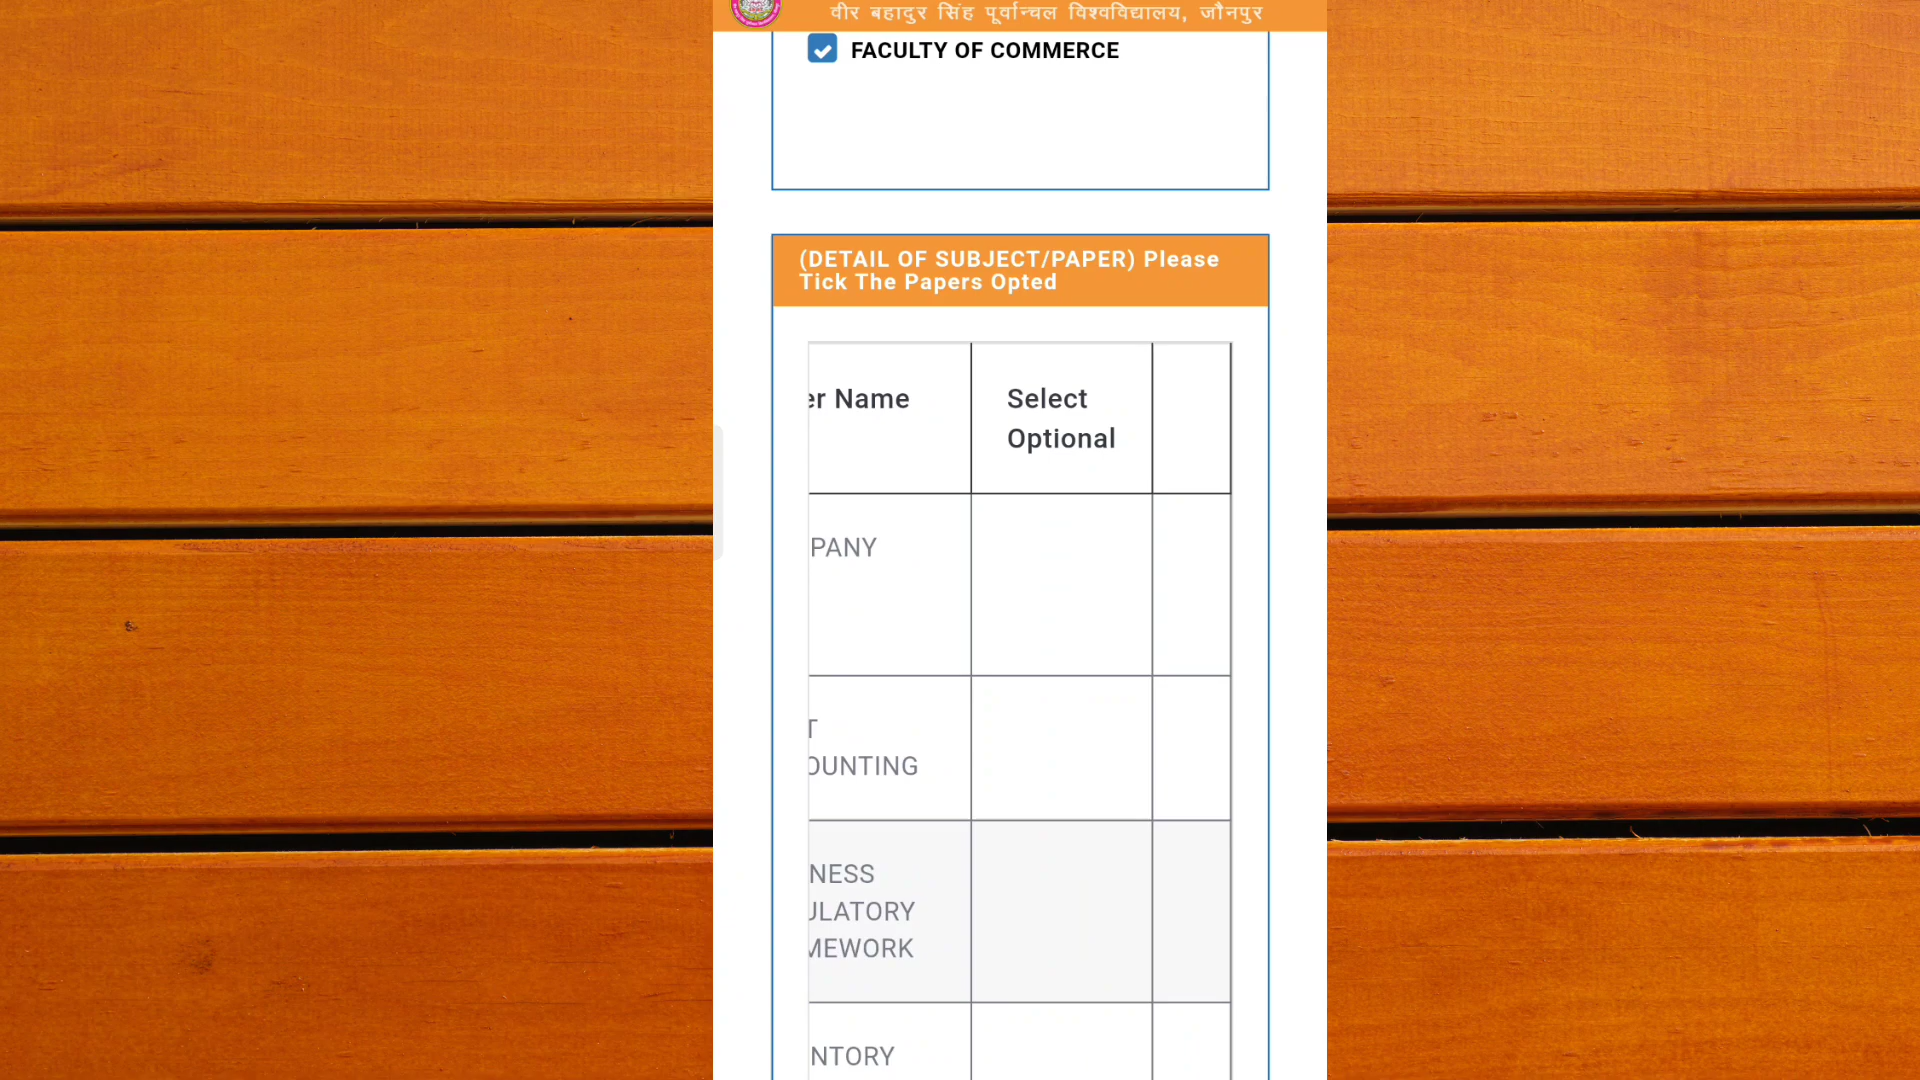 वीर बहादुर सिंह पूर्वान्चल विश्वविद्यालय, जौनपुर
FACULTY OF COMMERCE
(DETAIL OF SUBJECT/PAPER) Please
Tick The Papers Opted
er Name
Select
Optional
PANY
T
OUNTING
NESS
ULATORY
MEWORK
NTORY